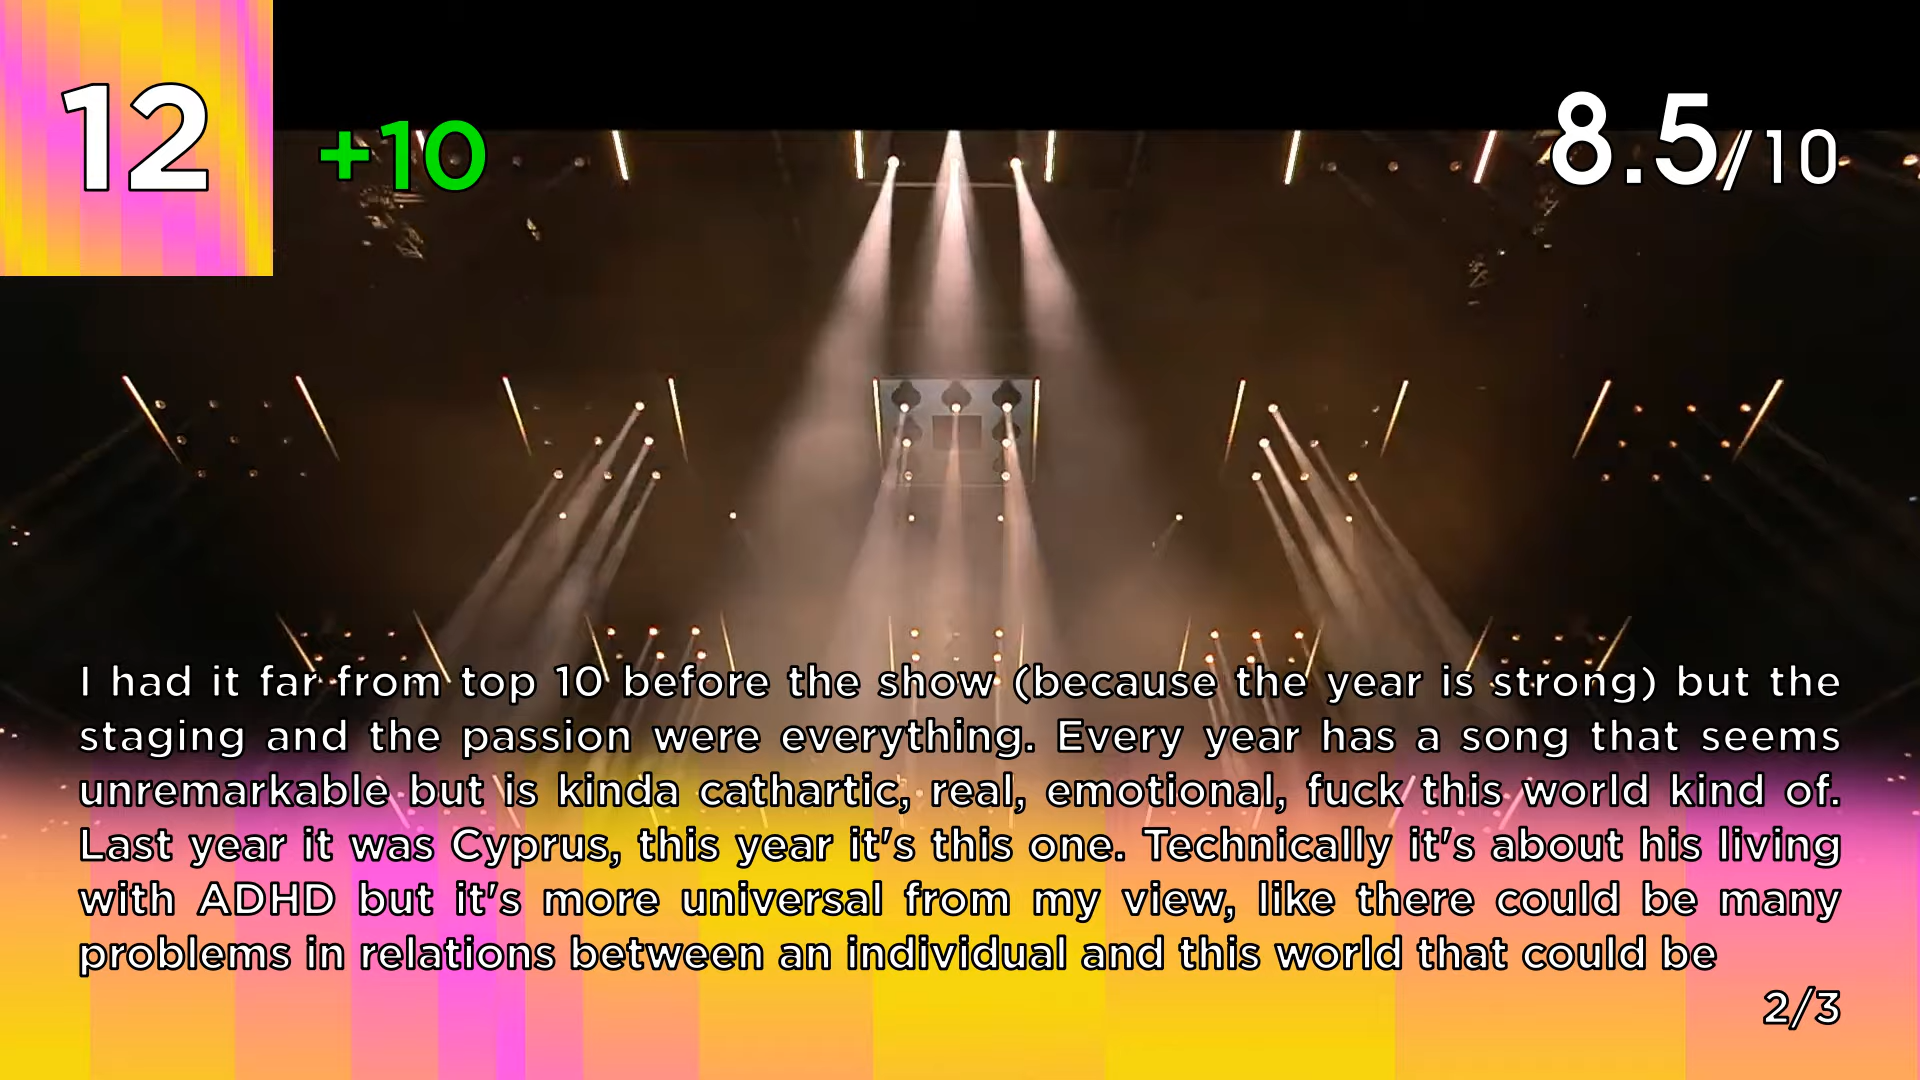 12
+10
8.5/10
I had it far from top 10 before the show (because the year is strong) but the
staging and the passion were everything. Every year has a song that seems
unremarkable but is kinda cathartic, real, emotional, fuck this world kind of.
Last year it was Cyprus, this year it's this one. Technically it's about his living
with ADHD but it's more universal from my view, like there could be many
problems in relations between an individual and this world that could be
2/3